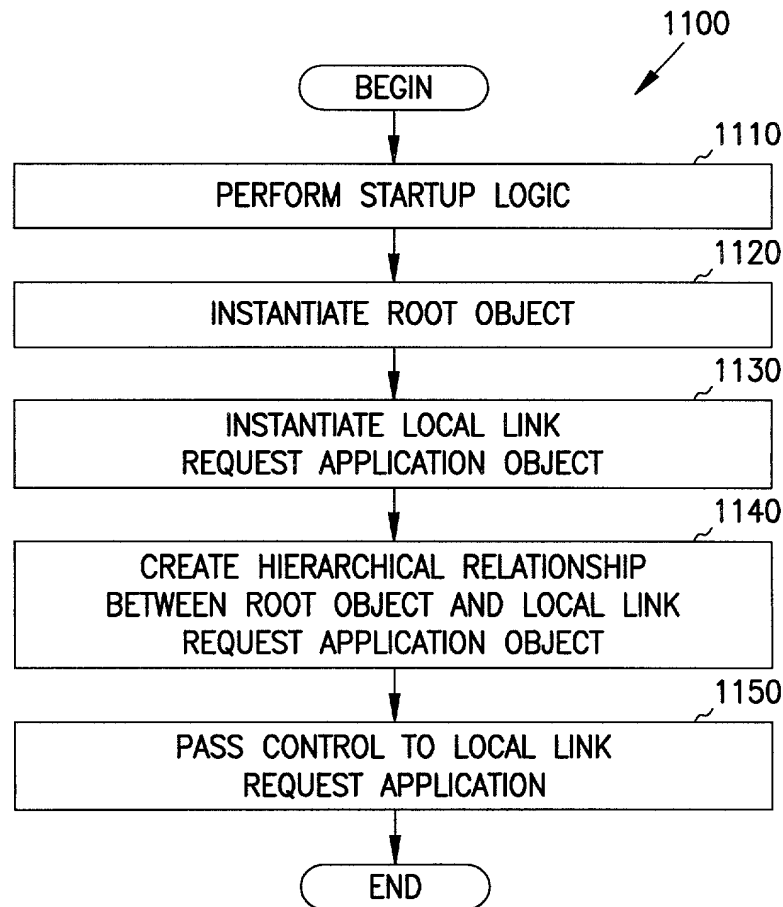 1100
BEGIN
1110
PERFORM STARTUP LOGIC
1120
INSTANTIATE ROOT OBJECT
1130
INSTANTIATE LOCAL LINK
REQUEST APPLICATION OBJECT
1140
CREATE HIERARCHICAL RELATIONSHIP
BETWEEN ROOT OBJECT AND LOCAL LINK
REQUEST APPLICATION OBJECT
1150
PASS CONTROL TO LOCAL LINK
REQUEST APPLICATION
END